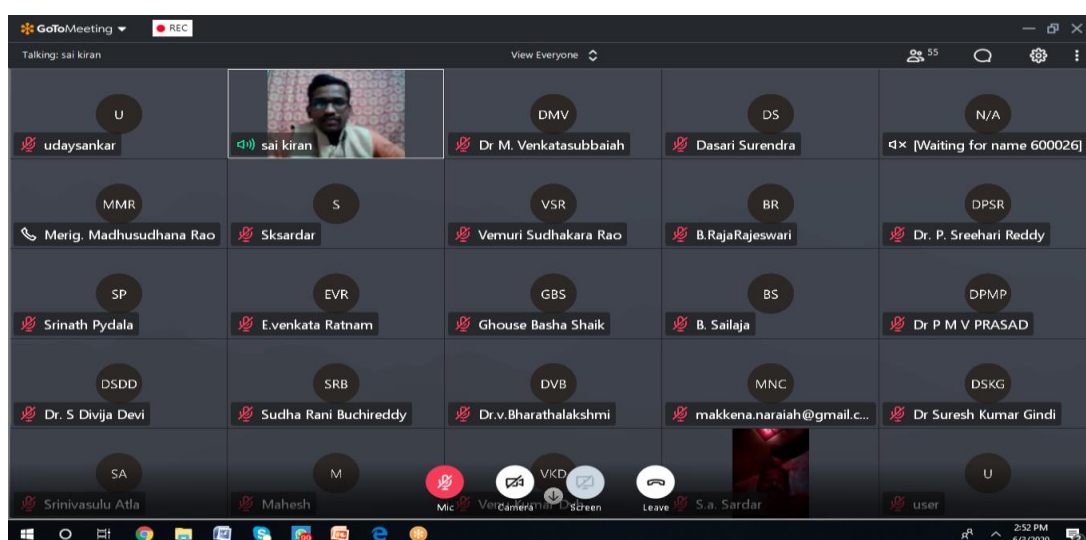 GoToMeeting
REC
Talking: sai kiran
View Everyone
55
U
udaysankar
sai kiran
DMV
Dr M. Venkatasubbaiah
DS
Dasari Surendra
N/A
[Waiting for name 600026]
MMR
Merig. Madhusudhana Rao
S
Sksardar
VSR
Vemuri Sudhakara Rao
BR
B.RajaRajeswari
DPSR
Dr. P. Sreehari Reddy
SP
Srinath Pydala
EVR
E.venkata Ratnam
GBS
Ghouse Basha Shaik
BS
B. Sailaja
DPMP
Dr P M V PRASAD
DSDD
Dr. S Divija Devi
SRB
Sudha Rani Buchireddy
DVB
Dr.v.Bharathalakshmi
MNC
makkena.naraiah@gmail.c...
DSKG
Dr Suresh Kumar Gindi
SA
Srinivasulu Atla
M
Mahesh
VKD
Kumar
S.a. Sardar
U
user
Mic
Camera
Screen
Leave
2:52 PM
6/3/2020